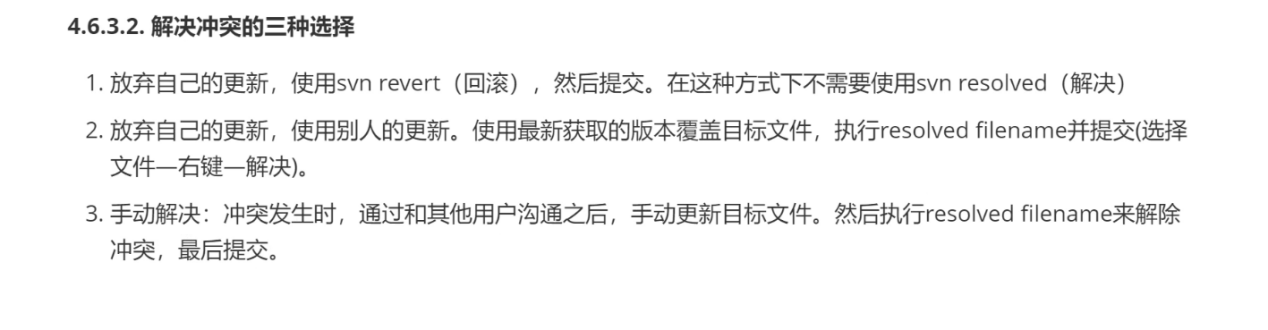 4.6.3.2. 解决冲突的三种选择
1. 放弃自己的更新，使用svn revert（回滚），然后提交。在这种方式下不需要使用svn resolved（解决）
2. 放弃自己的更新，使用别人的更新。使用最新获取的版本覆盖目标文件，执行resolved filename并提交(选择
文件—右键—解决)。
3. 手动解决：冲突发生时，通过和其他用户沟通之后，手动更新目标文件。然后执行resolved filename来解除
冲突，最后提交。